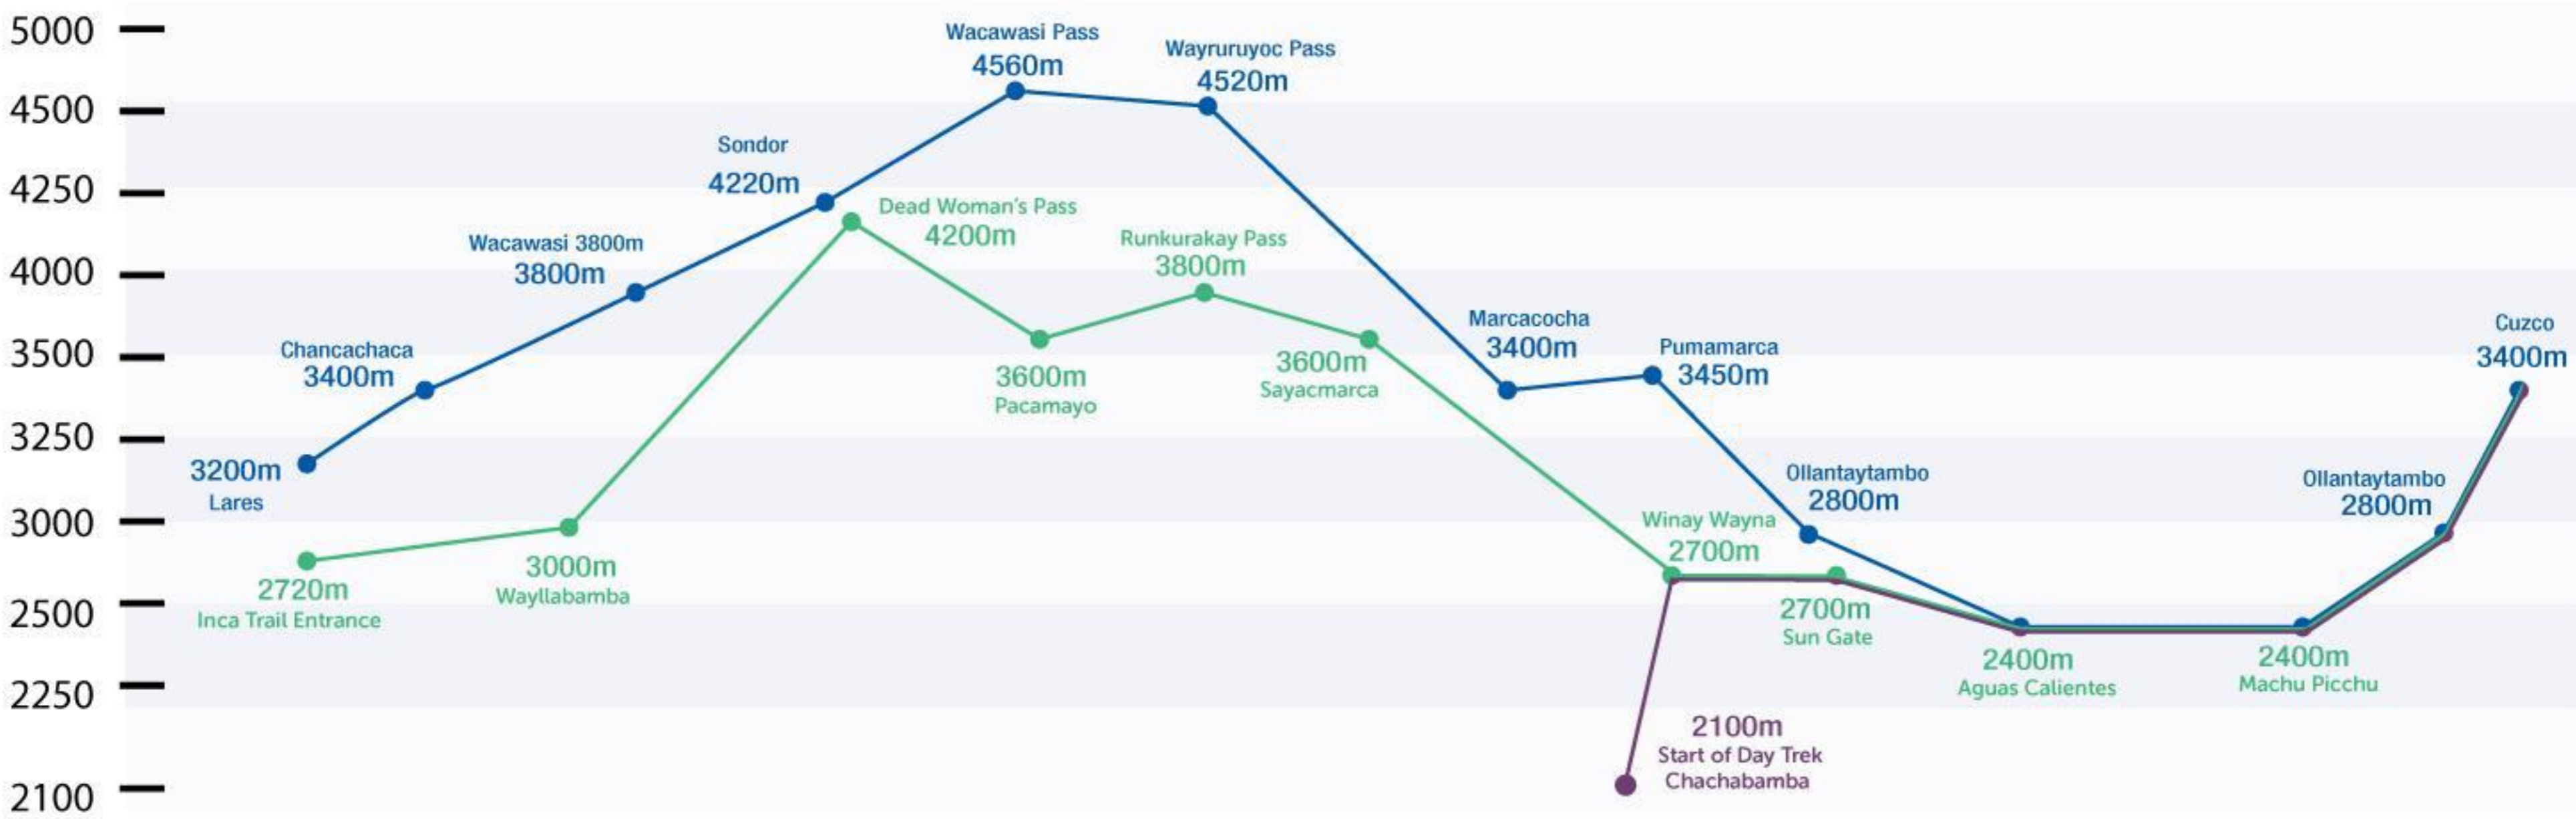 5000
4500
4250
4000
3500
3250
3000
2500
2250
2100
3200m
Lares
Chancachaca
3400m
Wacawasi 3800m
3800m
Sondor
4220m
Wacawasi Pass
4560m
Wayruruyoc Pass
4520m
Marcacocha
3400m
Pumamarca
3450m
Ollantaytambo
2800m
Ollantaytambo
2800m
Cuzco
3400m
2720m
Inca Trail Entrance
3000m
Wayllabamba
Dead Woman's Pass
4200m
3600m
Pacamayo
Runkurakay Pass
3800m
3600m
Sayacmarca
Winay Wayna
2700m
2700m
Sun Gate
2400m
Aguas Calientes
2400m
Machu Picchu
2100m
Start of Day Trek
Chachabamba